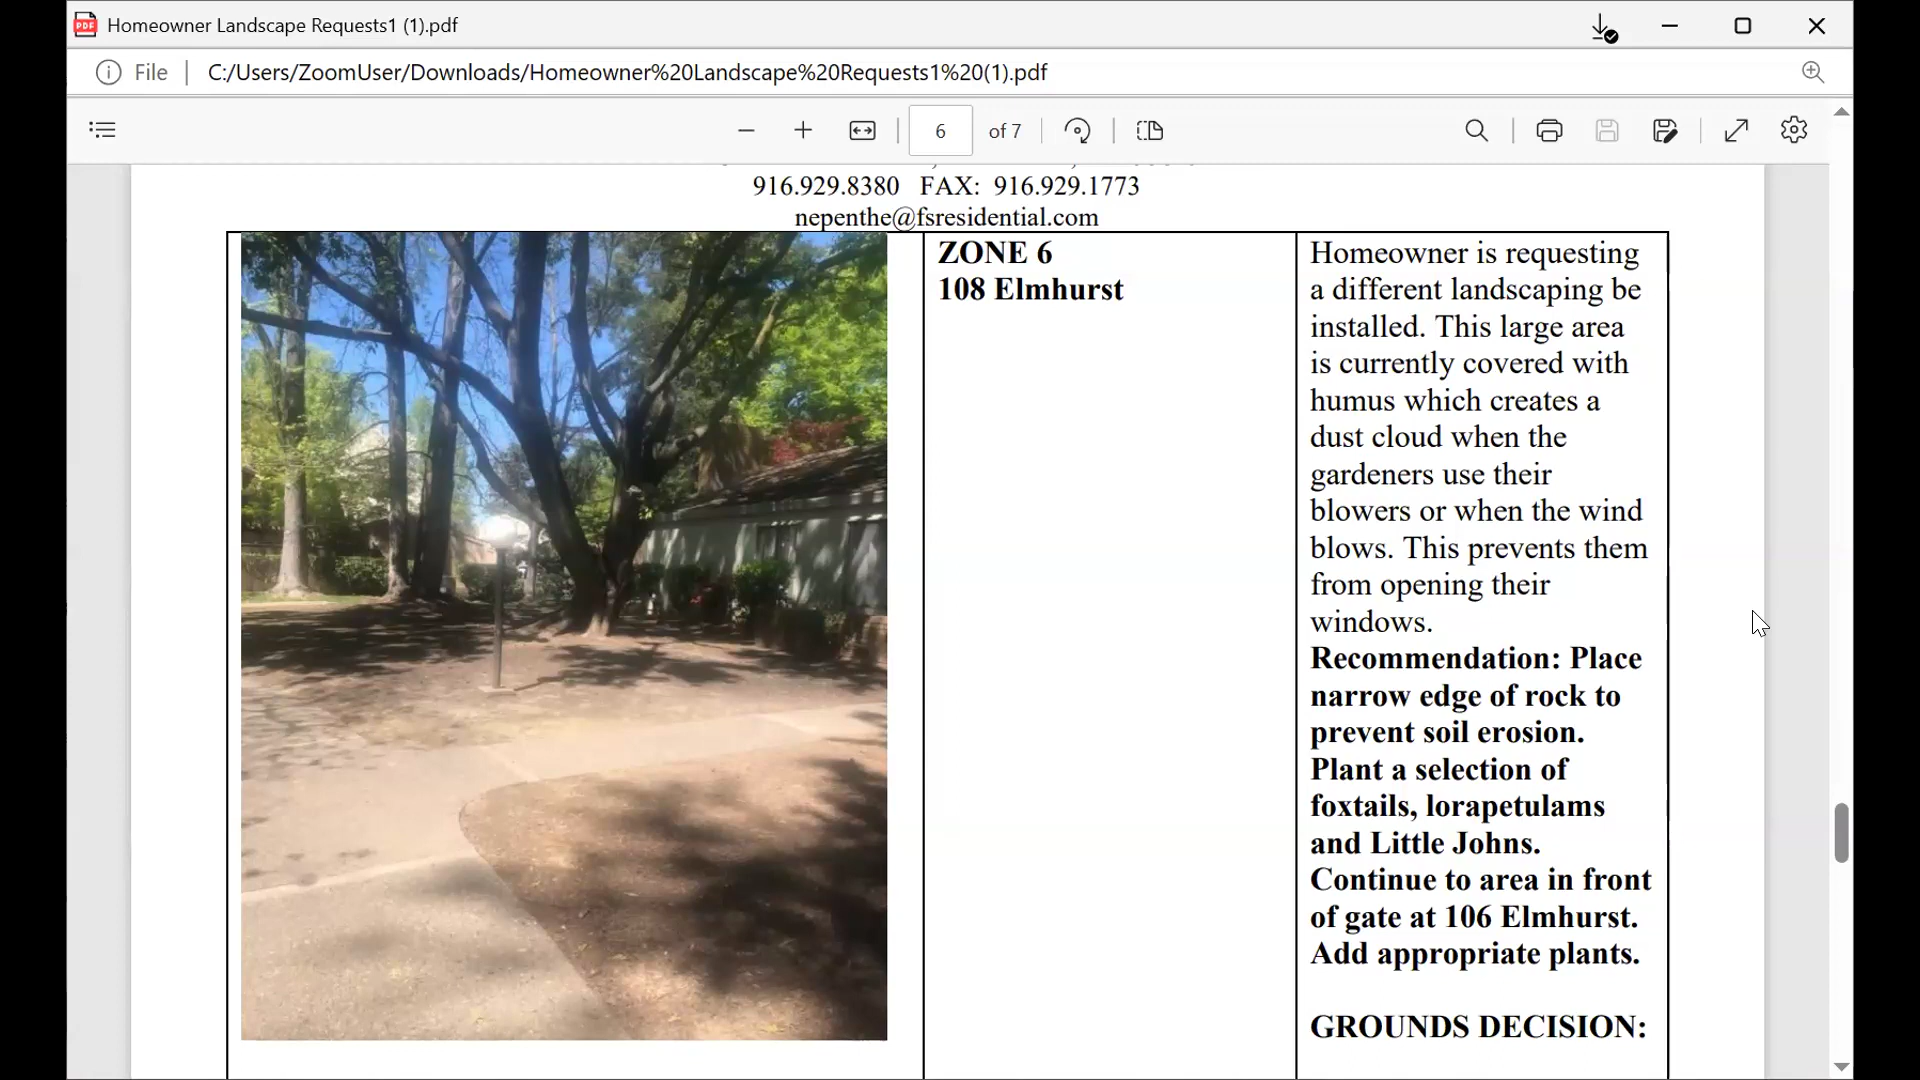 Homeowner Landscape Requests1 (1).pdf
File
C:/Users/ZoomUser/Downloads/Homeowner%20Landscape%20Requests1%20(1).pdf
6 of 7
916.929.8380 FAX: 916.929.1773
nepenthe@fsresidential.com
ZONE 6
108 Elmhurst
Homeowner is requesting
a different landscaping be
installed. This large area
is currently covered with
humus which creates a
dust cloud when the
gardeners use their
blowers or when the wind
blows. This prevents them
from opening their
windows.
Recommendation: Place
narrow edge of rock to
prevent soil erosion.
Plant a selection of
foxtails, lorapetulams
and Little Johns.
Continue to area in front
of gate at 106 Elmhurst.
Add appropriate plants.
GROUNDS DECISION: